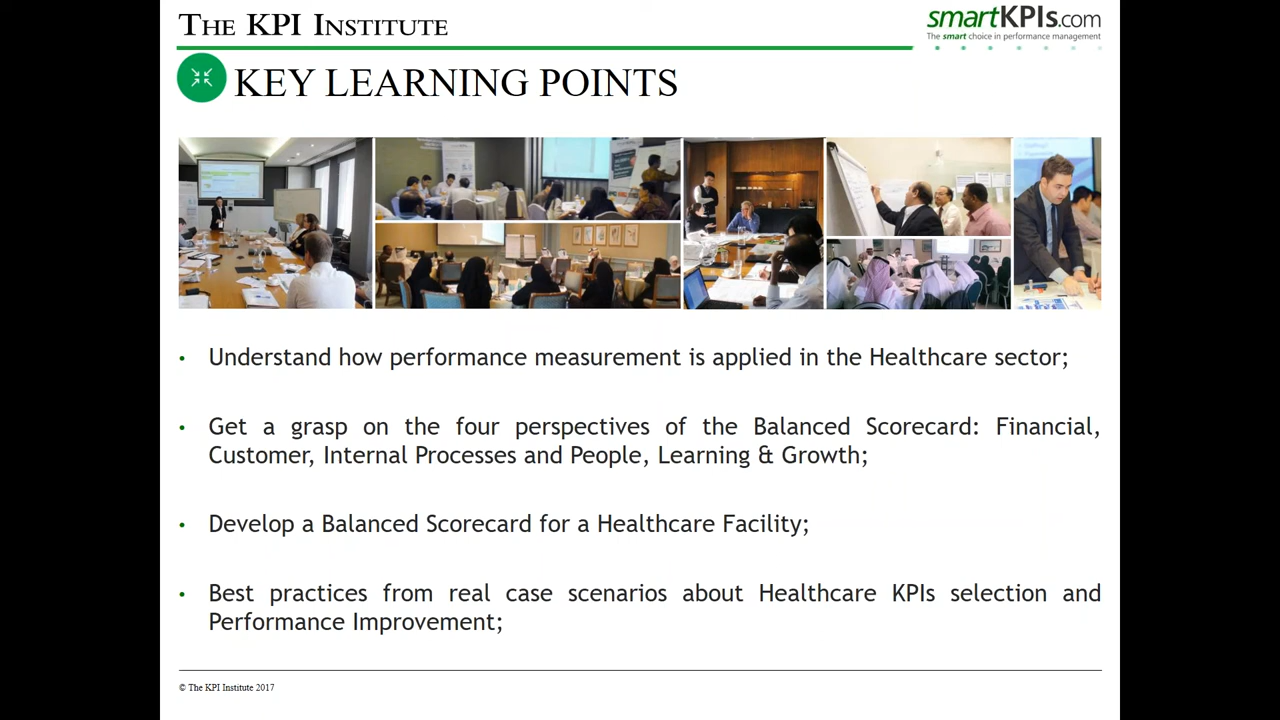 THE KPI INSTITUTE
smartKPIs.com
The smart choice in performance management
KEY LEARNING POINTS
• Understand how performance measurement is applied in the Healthcare sector;
• Get a grasp on the four perspectives of the Balanced Scorecard: Financial,
Customer, Internal Processes and People, Learning & Growth;
• Develop a Balanced Scorecard for a Healthcare Facility;
• Best practices from real case scenarios about Healthcare KPIs selection and
Performance Improvement;
© The KPI Institute 2017